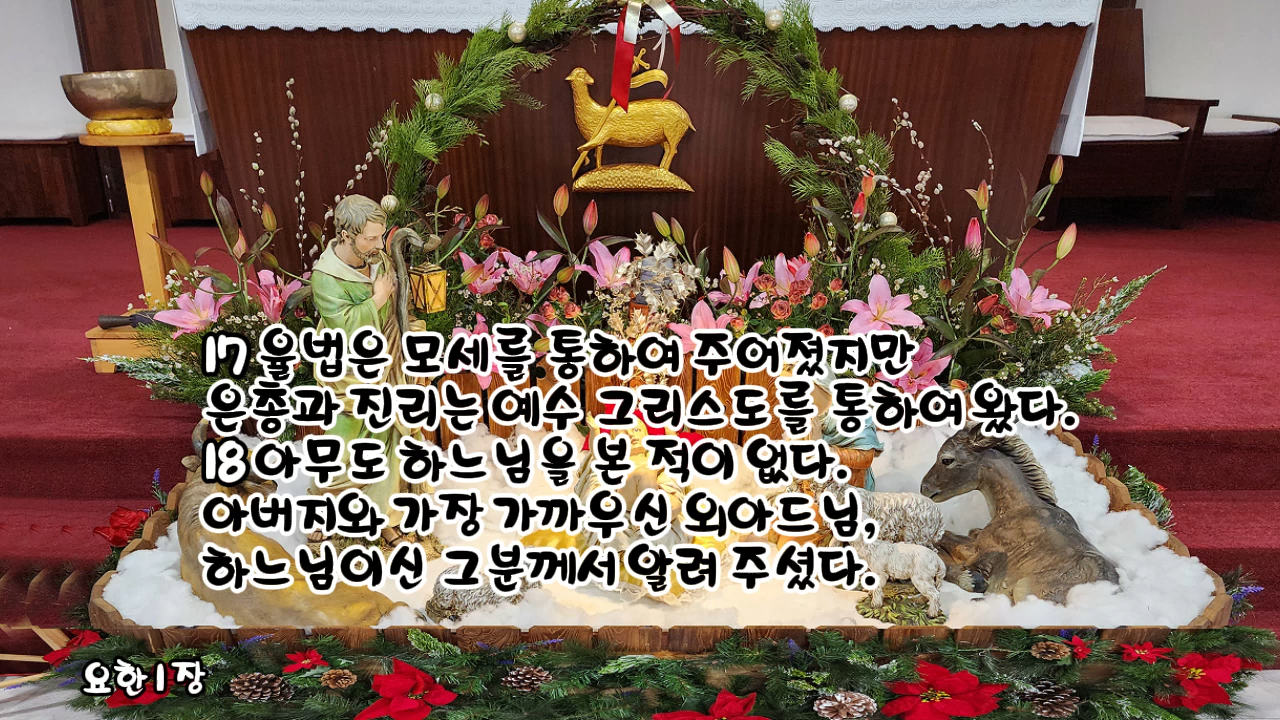 17 율법은 모세를 통하여 주어졌지만
은총과 진리는 예수 그리스도를 통하여 왔다.
18 아무도 하느님을 본 적이 없다.
아버지와 가장 가까우신 외아드님,
하느님이신 그분께서 알려 주셨다.
요한 1 장